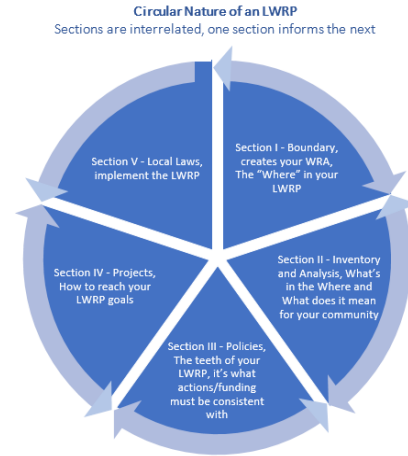 Circular Nature of an LWRP
Sections are interrelated, one section informs the next
Section I - Boundary,
creates your WRA,
The "Where" in your
LWRP
Section II - Inventory
and Analysis, What's
in the Where and
What does it mean
for your community
Section III - Policies,
The teeth of your
LWRP, it's what
actions/funding
must be consistent
with
Section IV - Projects,
How to reach your
LWRP goals
Section V - Local Laws,
implement the LWRP